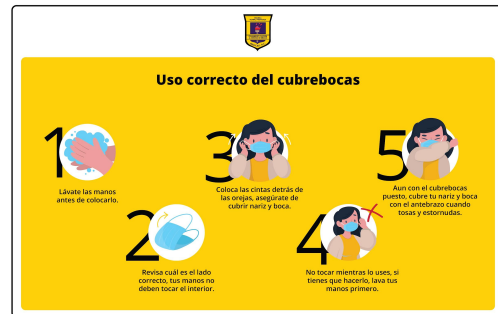 Uso correcto del cubrebocas
1
Lávate las manos
antes de colocarlo.
2
Revisa cuál es el lado
correcto, tus manos no
deben tocar el interior.
3
Coloca las cintas detrás de
las orejas, asegúrate de
cubrir nariz y boca.
4
No tocar mientras lo uses, si
tienes que hacerlo, lava tus
manos primero.
5
Aun con el cubrebocas
puesto, cubre tu nariz y boca
con el antebrazo cuando
tosas y estornudas.